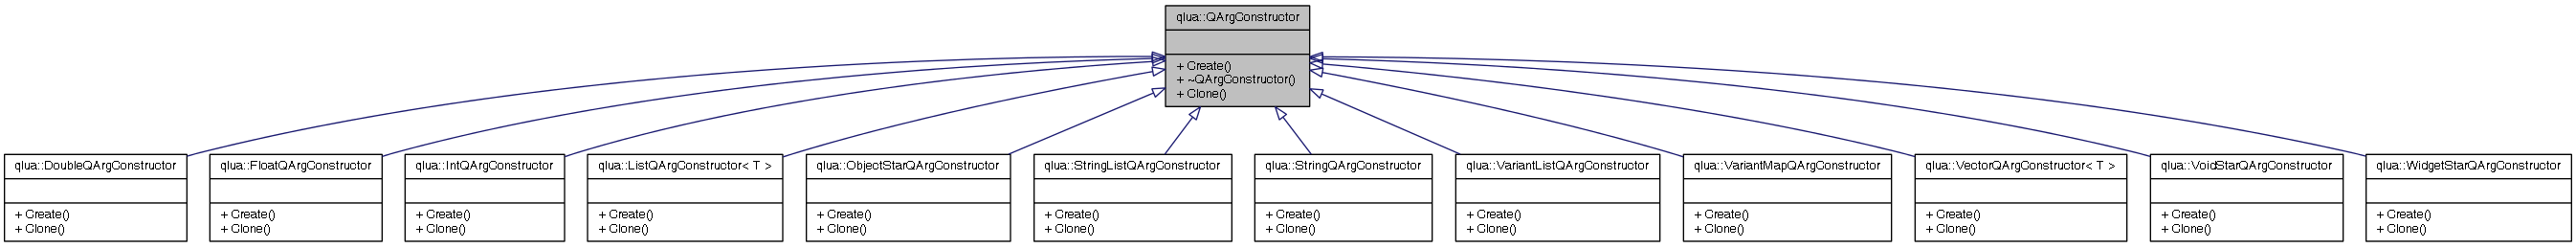 qlua::QArgConstructor
+ Create()
+ ~QArgConstructor()
+ Clone()
qlua::DoubleQArgConstructor
+ Create()
+ Clone()
qlua::FloatQArgConstructor
+ Create()
+ Clone()
qlua::IntQArgConstructor
+ Create()
+ Clone()
qlua::ListQArgConstructor< T >
+ Create()
+ Clone()
qlua::ObjectStarQArgConstructor
+ Create()
+ Clone()
qlua::StringListQArgConstructor
+ Create()
+ Clone()
qlua::StringQArgConstructor
+ Create()
+ Clone()
qlua::VariantListQArgConstructor
+ Create()
+ Clone()
qlua::VariantMapQArgConstructor
+ Create()
+ Clone()
qlua::VectorQArgConstructor< T >
+ Create()
+ Clone()
qlua::VoidStarQArgConstructor
+ Create()
+ Clone()
qlua::WidgetStarQArgConstructor
+ Create()
+ Clone()